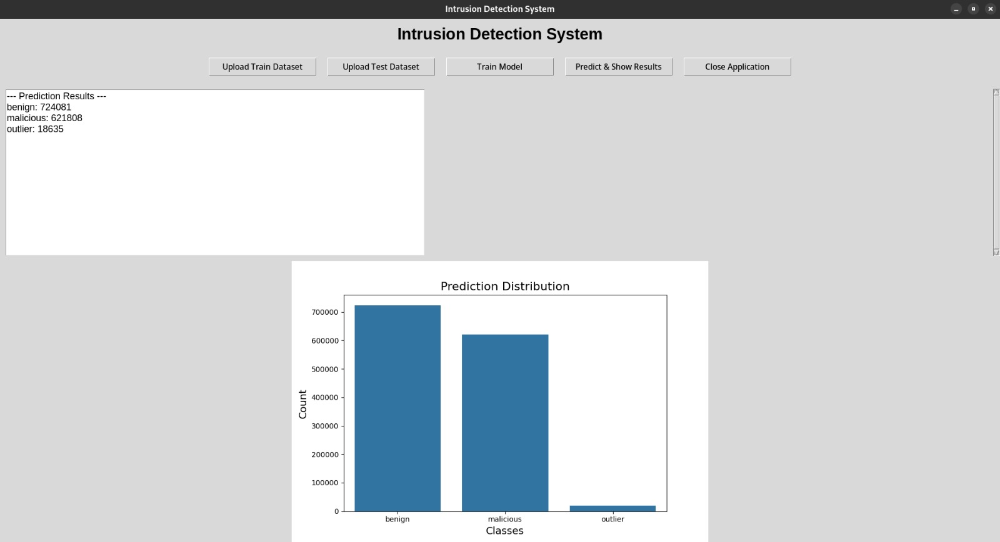 Intrusion Detection System
Intrusion Detection System
Upload Train Dataset
Upload Test Dataset
Train Model
Predict & Show Results
Close Application
--- Prediction Results ---
benign: 724081
malicious: 621808
outlier: 18635
Prediction Distribution
700000
600000
500000
400000
300000
200000
100000
0
Count
benign
malicious
outlier
Classes